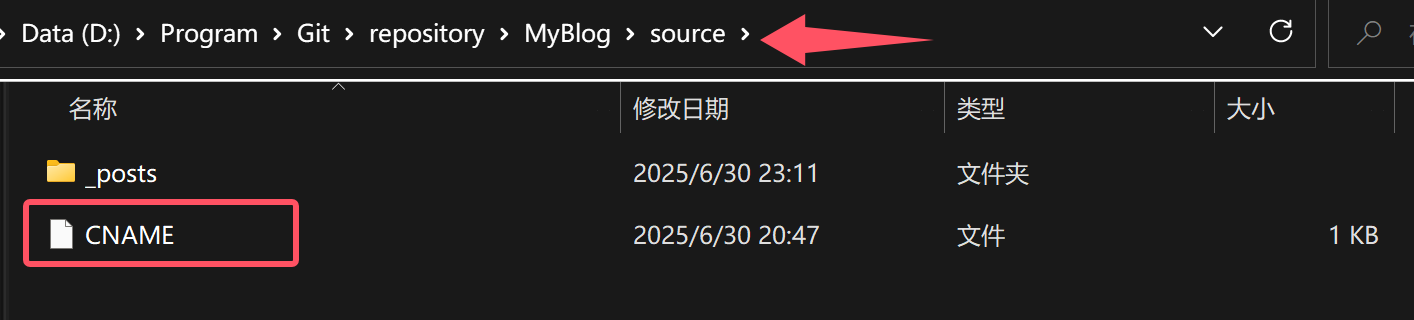 Data (D:) > Program > Git > repository > MyBlog > source >
名称 修改日期 类型 大小
_posts 2025/6/30 23:11 文件夹
CNAME 2025/6/30 20:47 文件 1 KB